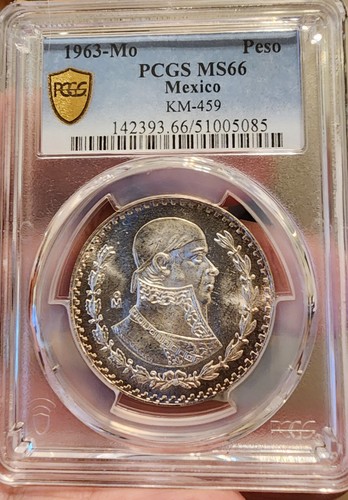 1963-Mo Peso
PCGS MS66
Mexico
KM-459
142393.66/51005085
PCGS
M
PCGS